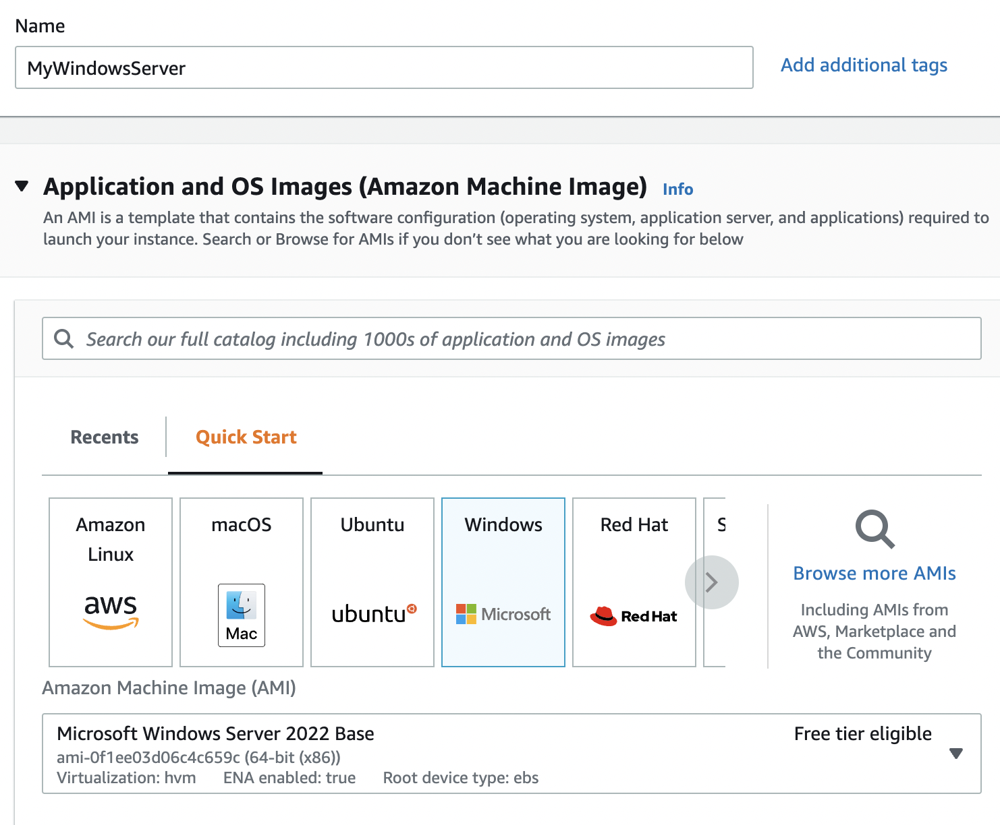 Name
MyWindowsServer
Add additional tags
Application and OS Images (Amazon Machine Image) Info
An AMI is a template that contains the software configuration (operating system, application server, and applications) required to
launch your instance. Search or Browse for AMIs if you don’t see what you are looking for below
Search our full catalog including 1000s of application and OS images
Recents
Quick Start
Amazon
Linux
aws
macOS
Mac
Ubuntu
ubuntu
Windows
Microsoft
Red Hat
Red Hat
S
Browse more AMIs
Including AMIs from
AWS, Marketplace and
the Community
Amazon Machine Image (AMI)
Microsoft Windows Server 2022 Base
Free tier eligible
ami-0f1ee03d06c4c659c (64-bit (x86))
Virtualization: hvm ENA enabled: true Root device type: ebs